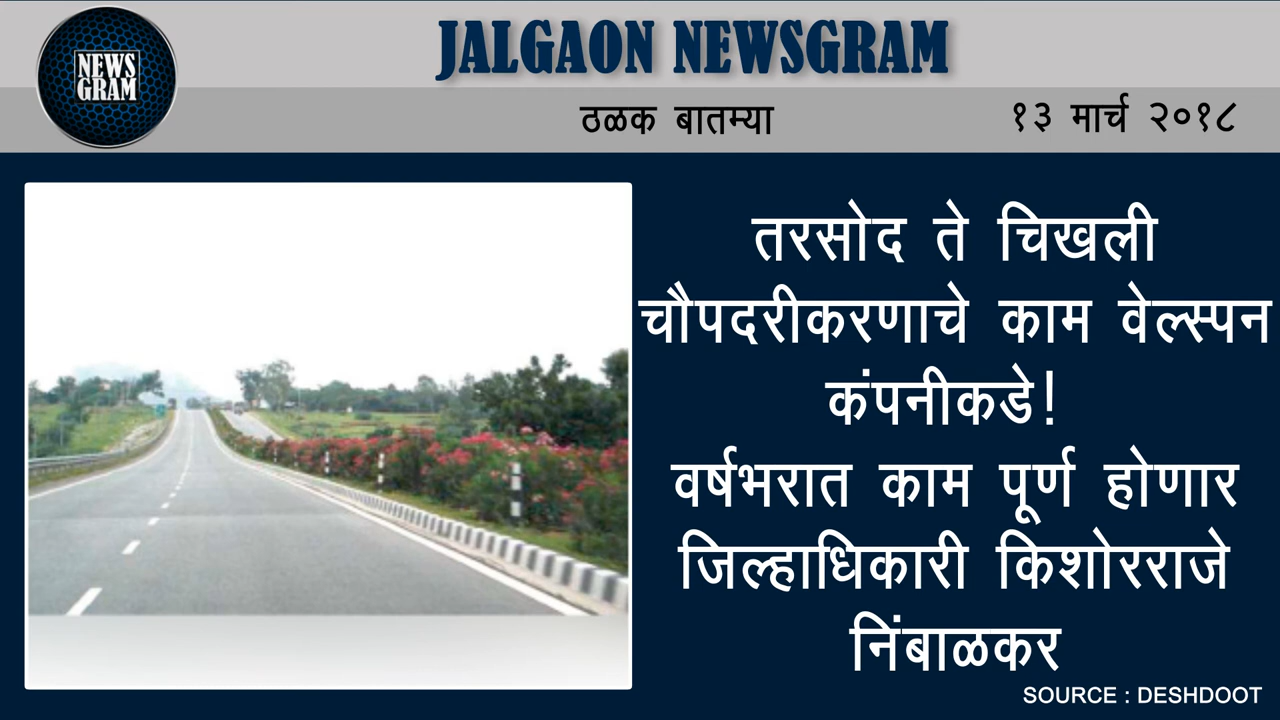 NEWS
GRAM
JALGAON NEWSGRAM
ठळक बातम्या
१३ मार्च २०१८
तरसोद ते चिखली
चौपदरीकरणाचे काम वेल्स्पन
कंपनीकडे!
वर्षभरात काम पूर्ण होणार
जिल्हाधिकारी किशोरराजे
निंबाळकर
SOURCE : DESHDOOT